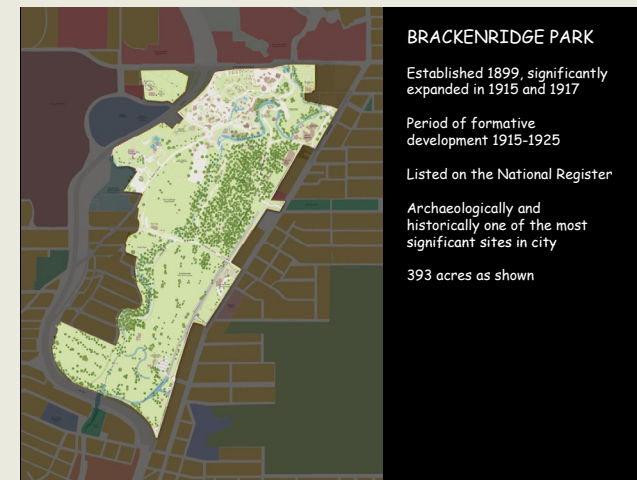 BRACKENRIDGE PARK
Established 1899, significantly
expanded in 1915 and 1917
Period of formative
development 1915-1925
Listed on the National Register
Archaeologically and
historically one of the most
significant sites in city
393 acres as shown